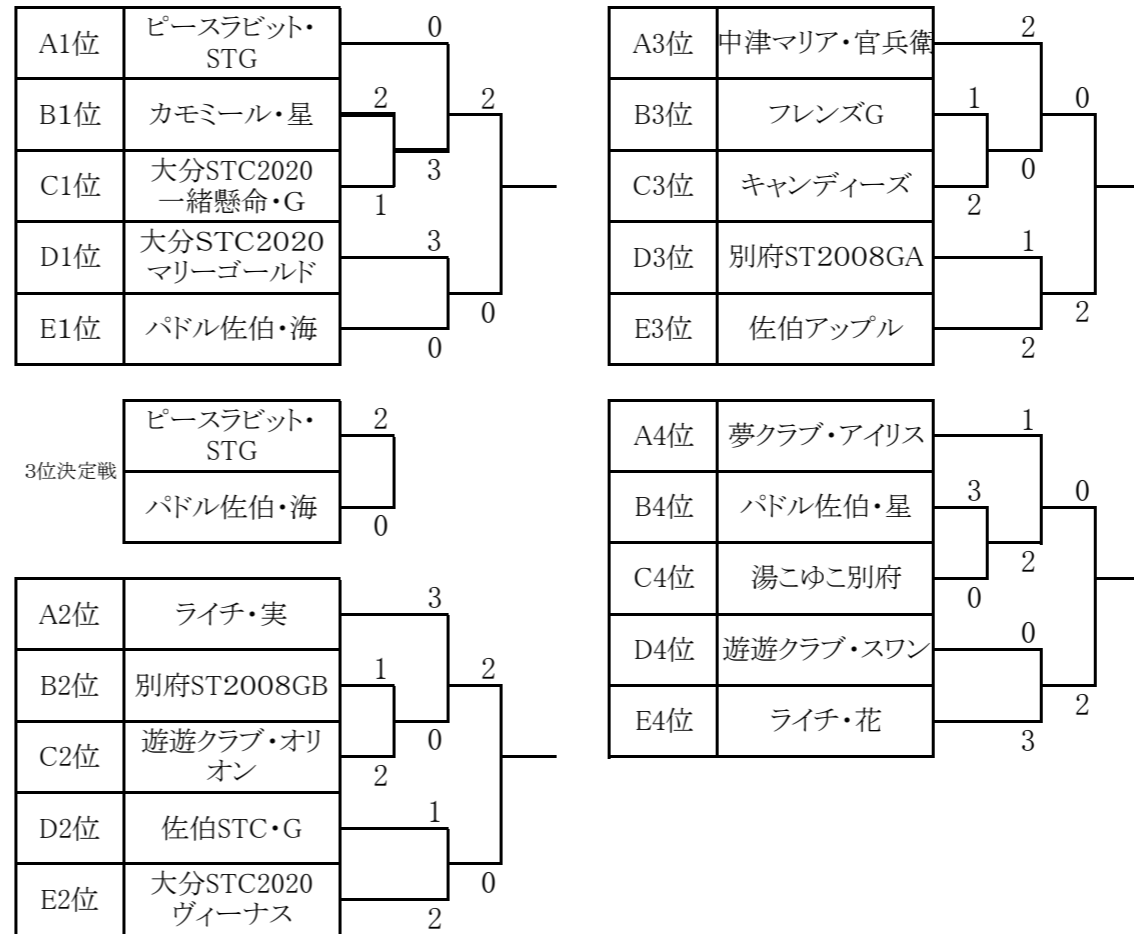 A1位
ピースラビット・
STG
B1位
カモミール・星
C1位
大分STC2020
一緒懸命・G
D1位
大分STC2020
マリーゴールド
E1位
パドル佐伯・海
0
2
1
3
2
3
0
0
3位決定戦
ピースラビット・
STG
パドル佐伯・海
2
0
A2位
ライチ・実
B2位
別府ST2008GB
C2位
遊遊クラブ・オリ
オン
D2位
佐伯STC・G
E2位
大分STC2020
ヴィーナス
3
1
2
0
2
1
2
0
A3位
中津マリア・官兵衛
B3位
フレンズG
C3位
キャンディーズ
D3位
別府ST2008GA
E3位
佐伯アップル
2
1
2
0
0
1
2
2
A4位
夢クラブ・アイリス
B4位
パドル佐伯・星
C4位
湯こゆこ別府
D4位
遊遊クラブ・スワン
E4位
ライチ・花
1
3
0
2
0
0
3
2